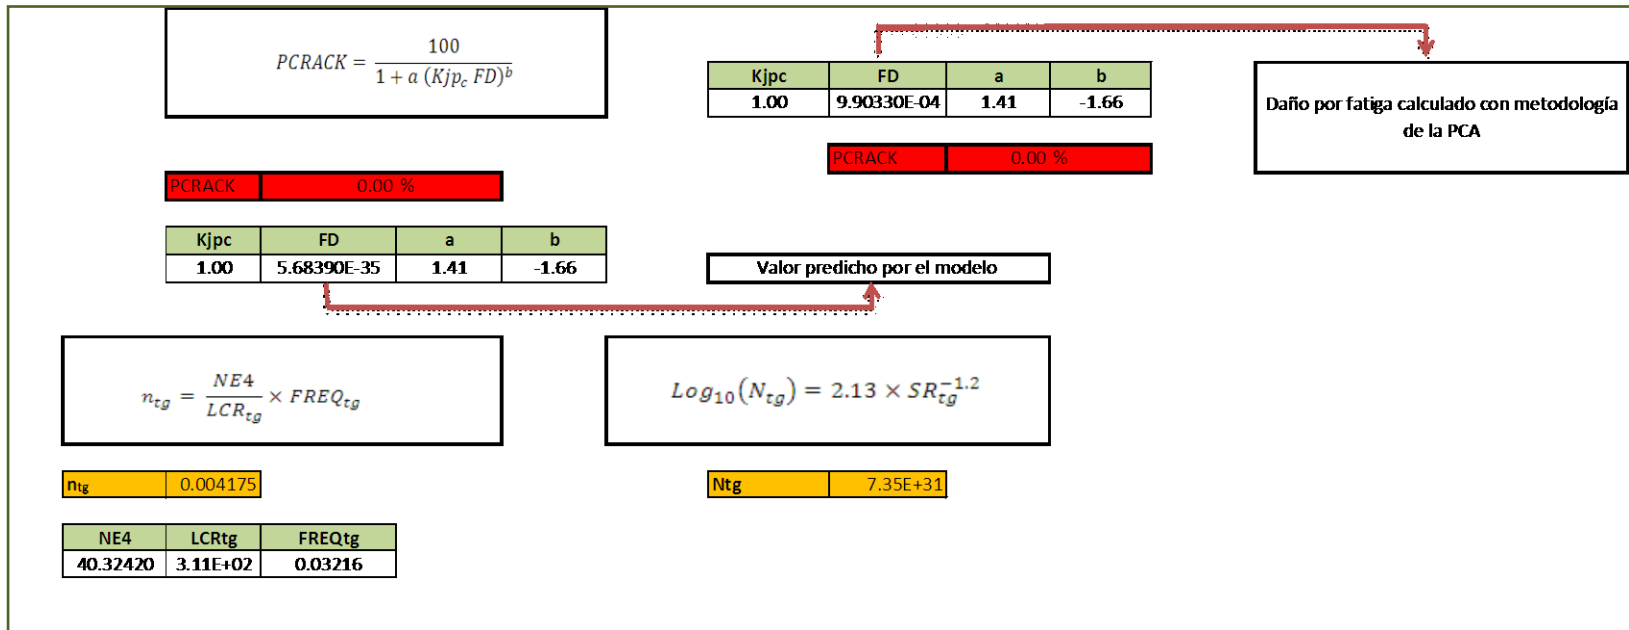 PCRACK = 100 / (1 + a (Kjp_c FD)^b)
Kjpc FD a b
1.00 9.90330E-04 1.41 -1.66
Daño por fatiga calculado con metodología
de la PCA
PCRACK 0.00 %
PCRACK 0.00 %
Kjpc FD a b
1.00 5.68390E-35 1.41 -1.66
Valor predicho por el modelo
n_tg = NE4 / LCR_tg × FREQ_tg
Log_10(N_tg) = 2.13 × SR_tg^-1.2
n_tg 0.004175
Ntg 7.35E+31
NE4 LCRtg FREQtg
40.32420 3.11E+02 0.03216